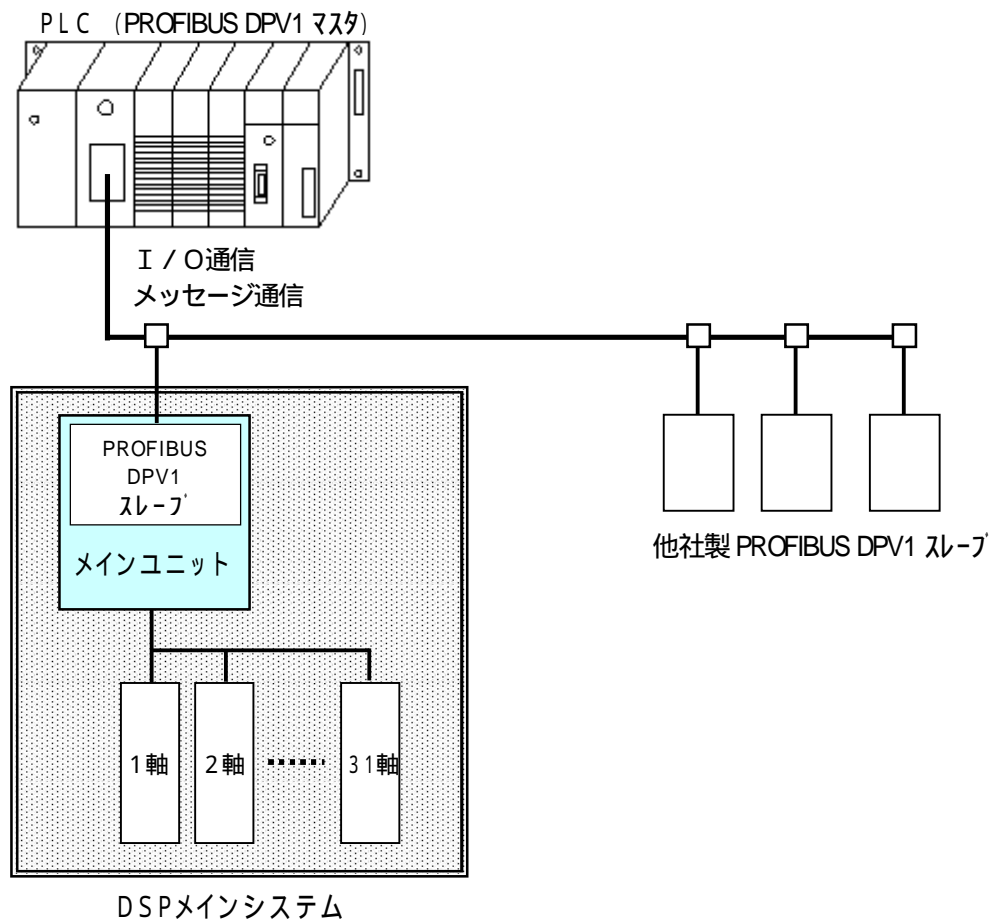 PLC (PROFIBUS DPV1 ﾏｽﾀ)
Ⅰ/O通信
メッセージ通信
PROFIBUS
DPV1
ｽﾚｰﾌﾞ
メインユニット
他社製 PROFIBUS DPV1 ｽﾚｰﾌﾞ
1軸 2軸 ‥‥‥ 31軸
DSPメインシステム